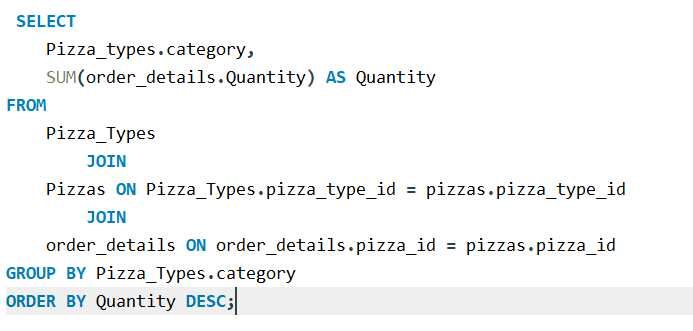 SELECT
Pizza_types.category,
SUM(order_details.Quantity) AS Quantity
FROM
Pizza_Types
JOIN
Pizzas ON Pizza_Types.pizza_type_id = pizzas.pizza_type_id
JOIN
order_details ON order_details.pizza_id = pizzas.pizza_id
GROUP BY Pizza_Types.category
ORDER BY Quantity DESC;